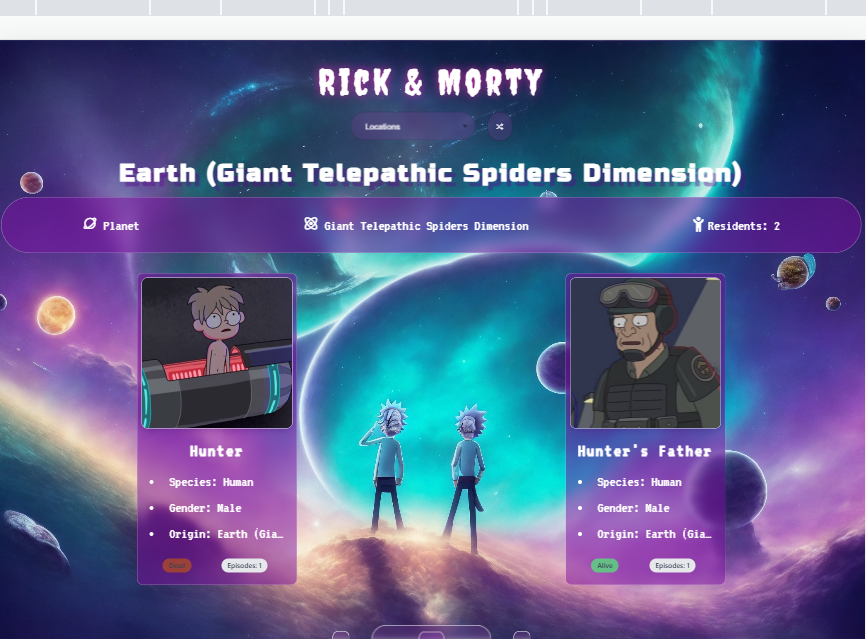 RICK & MORTY
Locations
Earth (Giant Telepathic Spiders Dimension)
Planet
Giant Telepathic Spiders Dimension
Residents: 2
Hunter
Species: Human
Gender: Male
Origin: Earth (Gia…
Dead
Episodes: 1
Hunter's Father
Species: Human
Gender: Male
Origin: Earth (Gia…
Alive
Episodes: 1